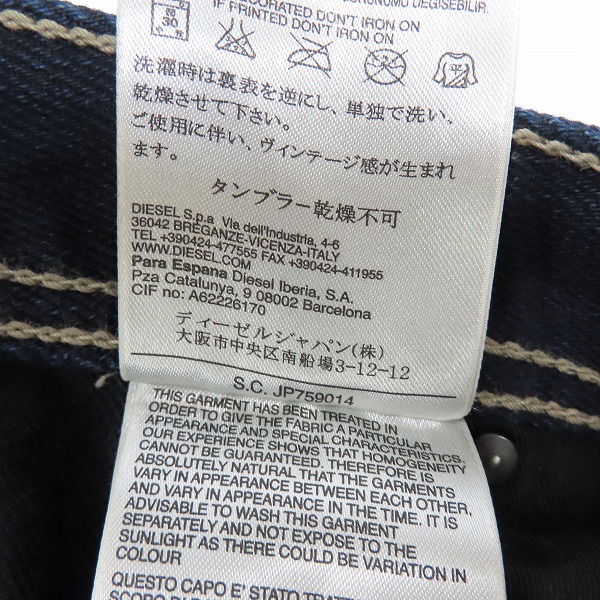 DEGISEBILIR.
DECORATED DON'T IRON ON
IF PRINTED DON'T IRON ON
30
平
洗濯時は裏表を逆にし、単独で洗い、
乾燥させて下さい。
ご使用に伴い、ヴィンテージ感が生まれ
ます。
タンブラー乾燥不可
DIESEL S.p.a Via dell'Industria, 4-6
36042 BREGANZE-VICENZA-ITALY
TEL +390424-477555 FAX +390424-411955
WWW.DIESEL.COM
Para Espana Diesel Iberia, S.A.
Pza Catalunya, 9 08002 Barcelona
CIF no: A62226170
ディーゼルジャパン(株)
大阪市中央区南船場3-12-12
S.C. JP759014
THIS GARMENT HAS BEEN TREATED IN
ORDER TO GIVE THE FABRIC A PARTICULAR
APPEARANCE AND SPECIAL CHARACTERISTICS.
OUR EXPERIENCE SHOWS THAT HOMOGENEITY
CANNOT BE GUARANTEED. THEREFORE IS
ABSOLUTELY NATURAL THAT THE GARMENTS
VARY IN APPEARANCE BETWEEN EACH OTHER,
AND VARY IN APPEARANCE IN THE TIME. IT IS
ADVISABLE TO WASH THIS GARMENT
SEPARATELY AND NOT EXPOSE TO THE
SUNLIGHT AS THERE COULD BE VARIATION IN
COLOUR
QUESTO CAPO E' STATO